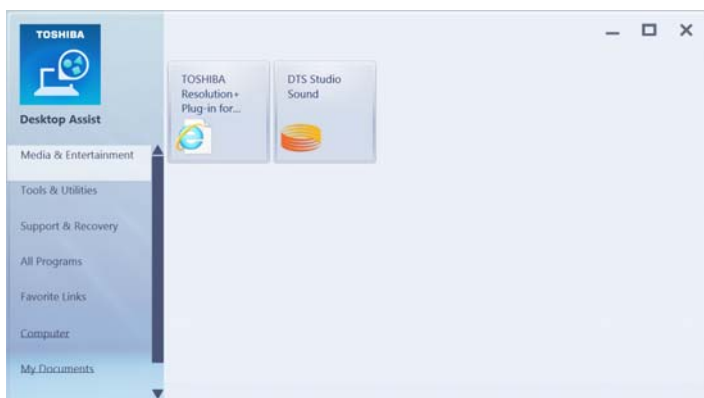 TOSHIBA
Desktop Assist
Media & Entertainment
Tools & Utilities
Support & Recovery
All Programs
Favorite Links
Computer
My Documents
TOSHIBA
Resolution+
Plug-in for...
DTS Studio
Sound